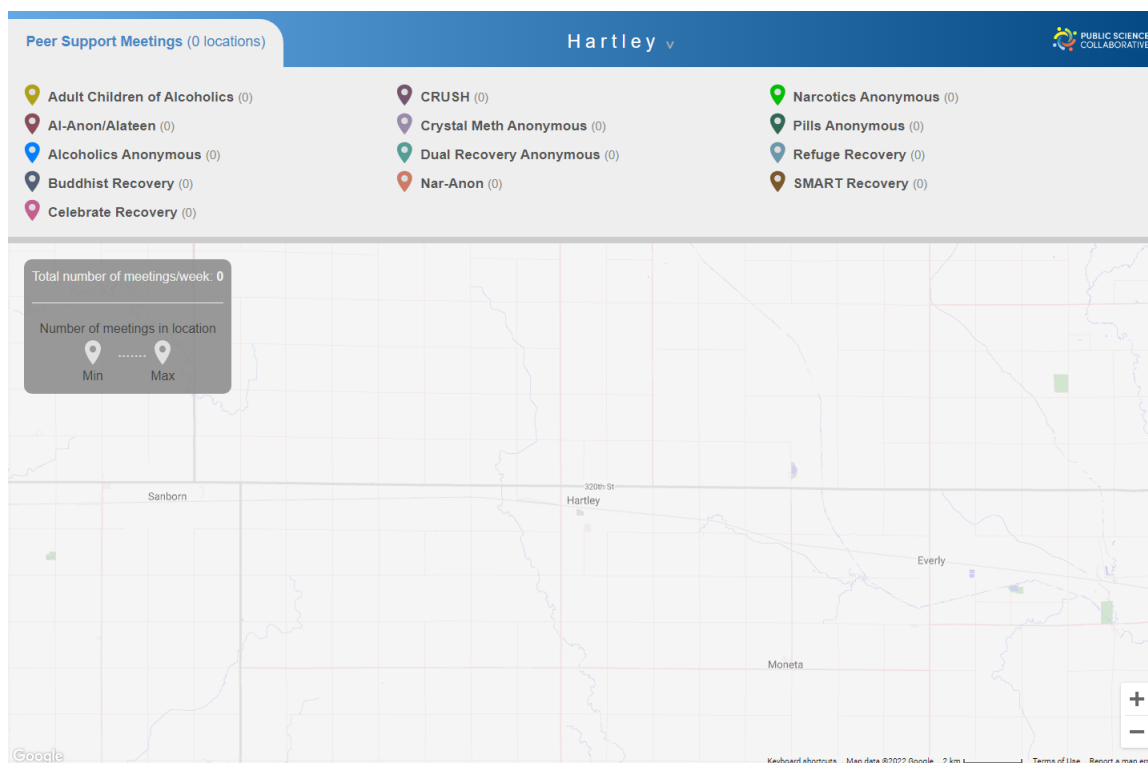 Peer Support Meetings (0 locations)
Hartley v
PUBLIC SCIENCE
COLLABORATIVE
Adult Children of Alcoholics (0)
Al-Anon/Alateen (0)
Alcoholics Anonymous (0)
Buddhist Recovery (0)
Celebrate Recovery (0)
CRUSH (0)
Crystal Meth Anonymous (0)
Dual Recovery Anonymous (0)
Nar-Anon (0)
Narcotics Anonymous (0)
Pills Anonymous (0)
Refuge Recovery (0)
SMART Recovery (0)
Total number of meetings/week: 0
Number of meetings in location
Min ....... Max
320th St
Sanborn
Hartley
Everly
Moneta
+
−
Google
Keyboard shortcuts Map data ©2022 Google 2 km Terms of Use Report a map er